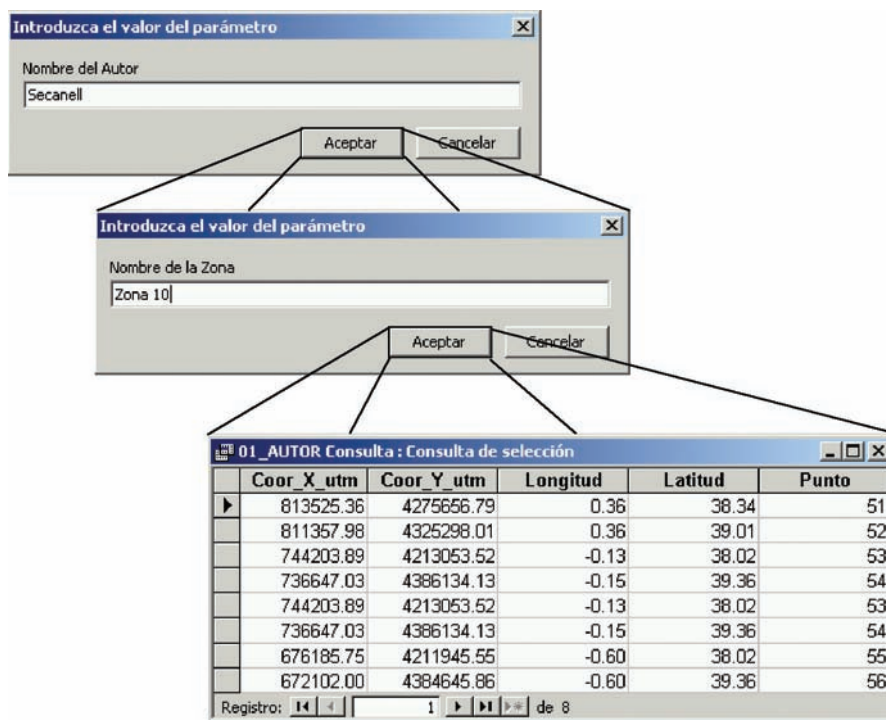 Introduzca el valor del parámetro
Nombre del Autor
Secanell
Aceptar Cancelar
Introduzca el valor del parámetro
Nombre de la Zona
Zona 10
Aceptar Cancelar
01_AUTOR Consulta : Consulta de selección
Coor_X_utm Coor_Y_utm Longitud Latitud Punto
813525.36 4275656.79 0.36 38.34 51
811357.98 4325298.01 0.36 39.01 52
744203.89 4213053.52 -0.13 38.02 53
736647.03 4386134.13 -0.15 39.36 54
744203.89 4213053.52 -0.13 38.02 53
736647.03 4386134.13 -0.15 39.36 54
676185.75 4211945.55 -0.60 38.02 55
672102.00 4384645.86 -0.60 39.36 56
Registro: 1 de 8